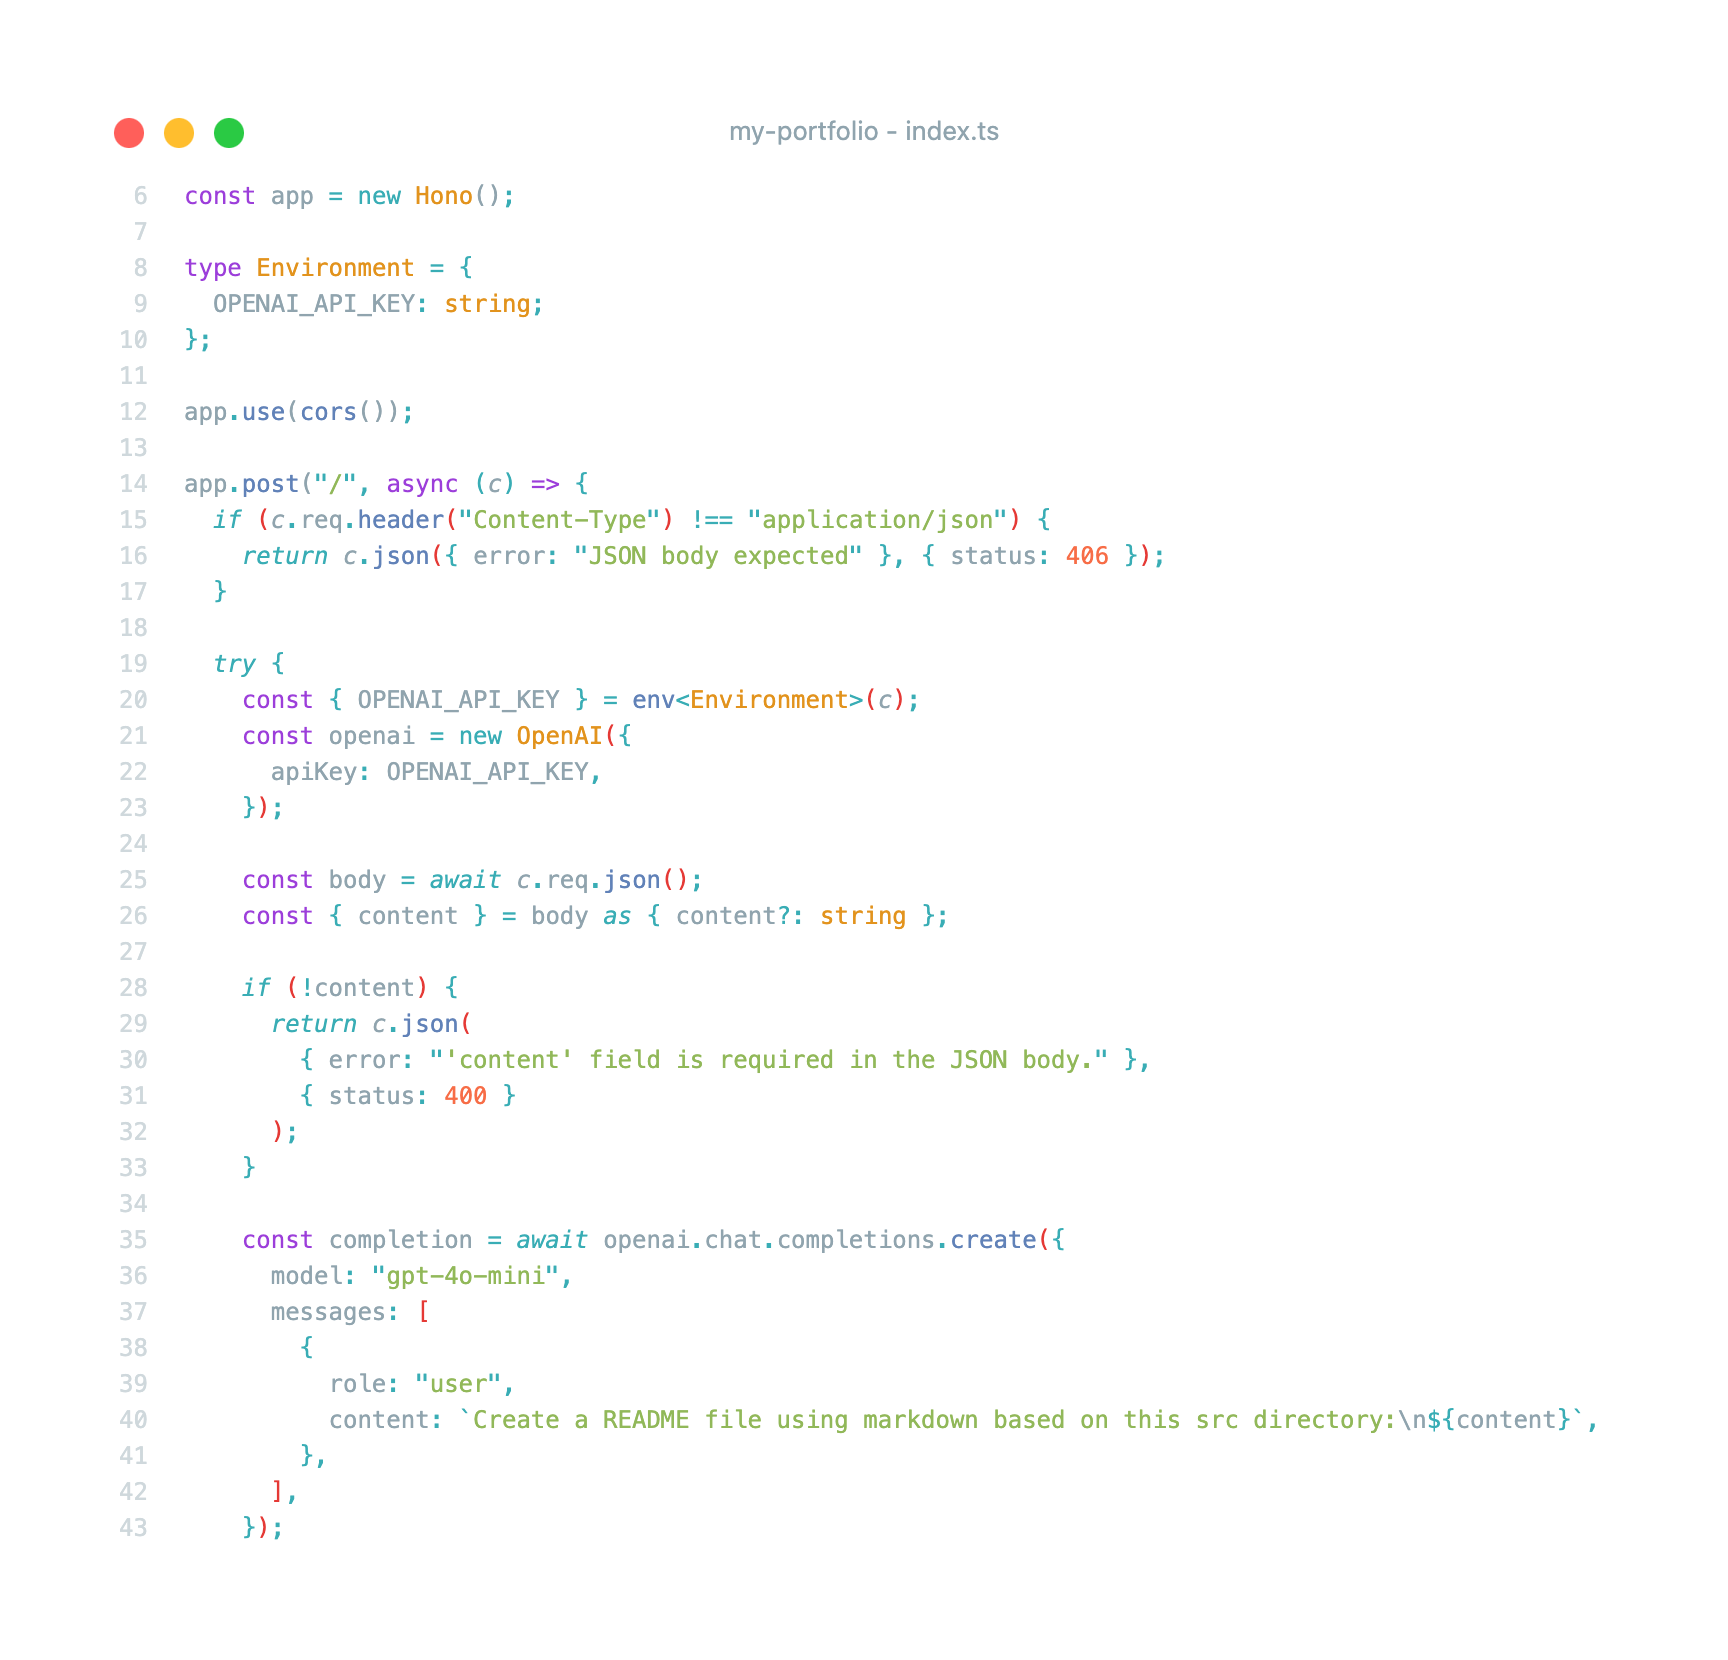 my-portfolio - index.ts
6 const app = new Hono();
7
8 type Environment = {
9   OPENAI_API_KEY: string;
10 };
11
12 app.use(cors());
13
14 app.post("/", async (c) => {
15   if (c.req.header("Content-Type") !== "application/json") {
16     return c.json({ error: "JSON body expected" }, { status: 406 });
17   }
18
19   try {
20     const { OPENAI_API_KEY } = env<Environment>(c);
21     const openai = new OpenAI({
22       apiKey: OPENAI_API_KEY,
23     });
24
25     const body = await c.req.json();
26     const { content } = body as { content?: string };
27
28     if (!content) {
29       return c.json(
30         { error: "'content' field is required in the JSON body." },
31         { status: 400 }
32       );
33     }
34
35     const completion = await openai.chat.completions.create({
36       model: "gpt-4o-mini",
37       messages: [
38         {
39           role: "user",
40           content: `Create a README file using markdown based on this src directory:\n${content}`,
41         },
42       ],
43     });